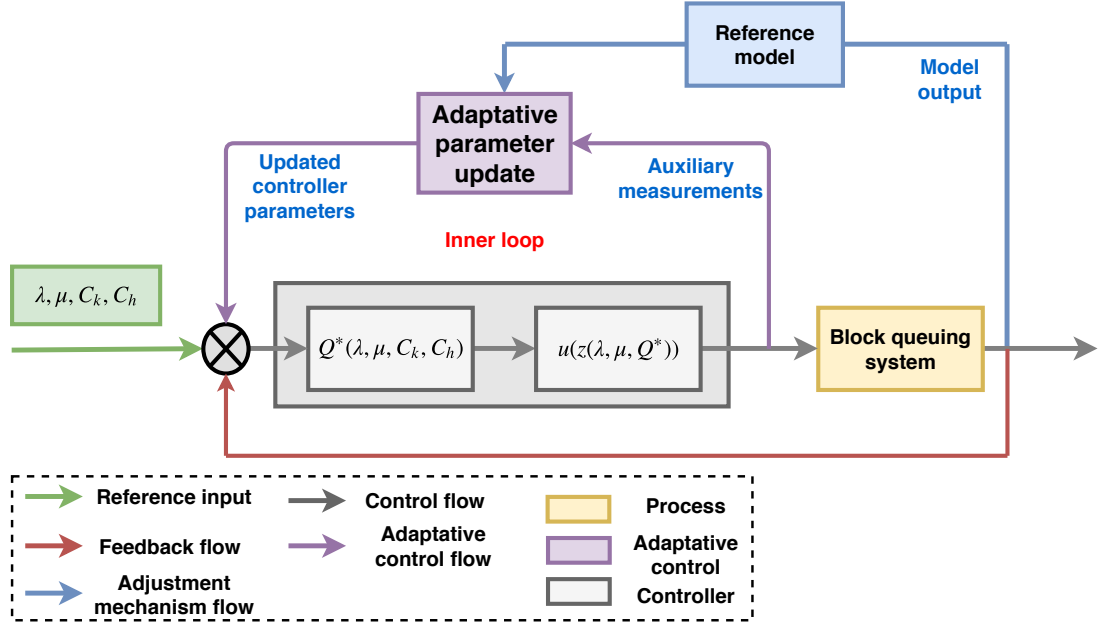 Reference
model
Model
output
Adaptative
parameter
update
Updated
controller
parameters
Auxiliary
measurements
Inner loop
λ, μ, C_k, C_h
Q*(λ, μ, C_k, C_h)
u(z(λ, μ, Q*))
Block queuing
system
Reference input
Control flow
Process
Feedback flow
Adaptative
control flow
Adaptative
control
Adjustment
mechanism flow
Controller